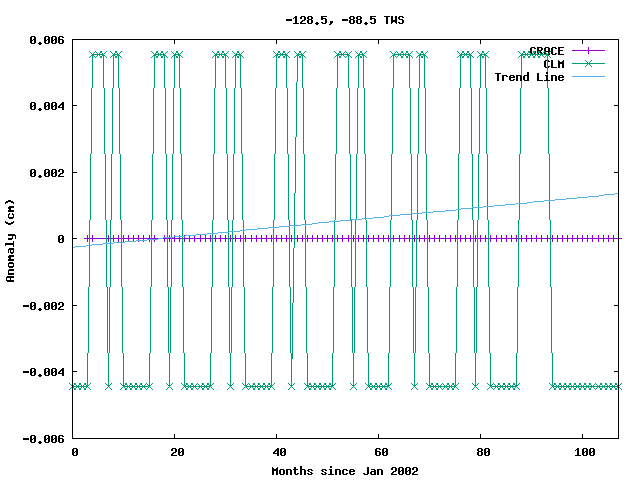 -128.5, -88.5 TWS
0.006
0.004
0.002
0
-0.002
-0.004
-0.006
Anomaly (cm)
GRACE
CLM
Trend Line
0 20 40 60 80 100
Months since Jan 2002